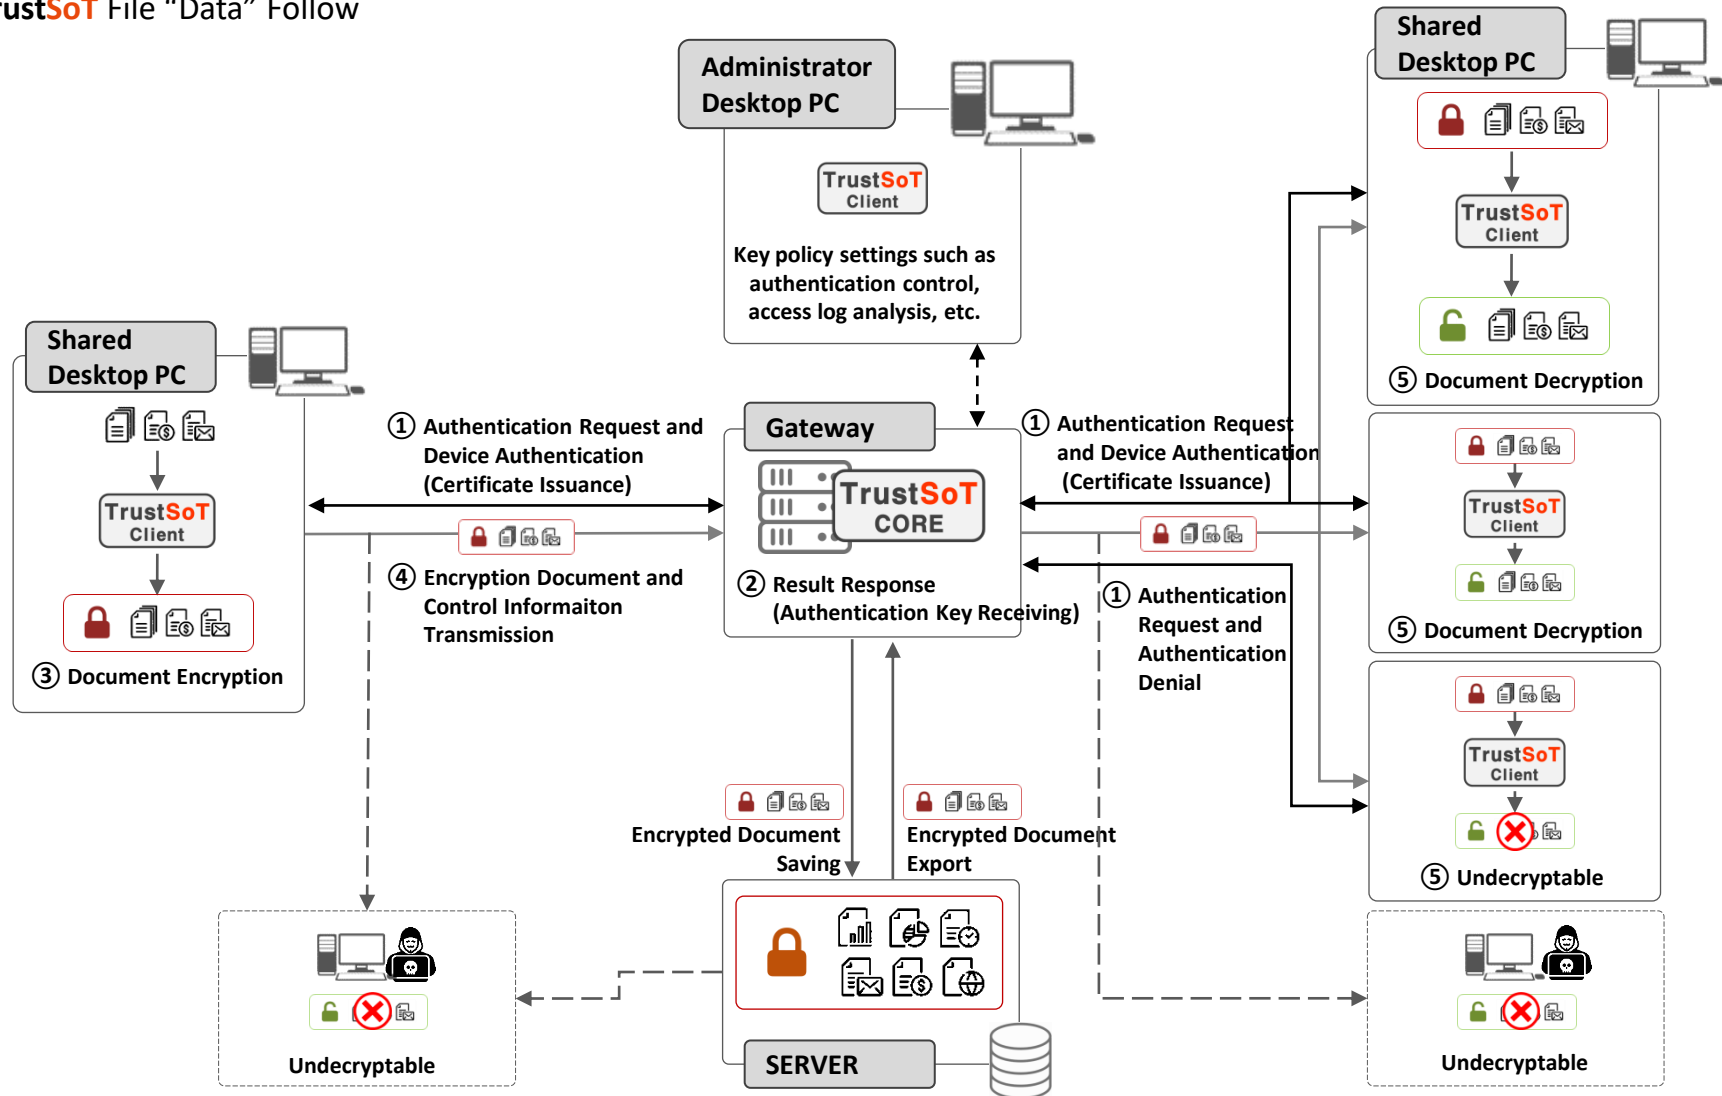 rustSoT File “Data” Follow
Shared
Desktop PC
Administrator
Desktop PC
TrustSoT
Client
Key policy settings such as
authentication control,
access log analysis, etc.
TrustSoT
Client
⑤ Document Decryption
Shared
Desktop PC
TrustSoT
Client
③ Document Encryption
① Authentication Request and
Device Authentication
(Certificate Issuance)
④ Encryption Document and
Control Informaiton
Transmission
Gateway
TrustSoT
CORE
② Result Response
(Authentication Key Receiving)
① Authentication Request
and Device Authentication
(Certificate Issuance)
① Authentication
Request and
Authentication
Denial
TrustSoT
Client
⑤ Document Decryption
TrustSoT
Client
⑤ Undecryptable
Encrypted Document
Saving
Encrypted Document
Export
SERVER
Undecryptable
Undecryptable